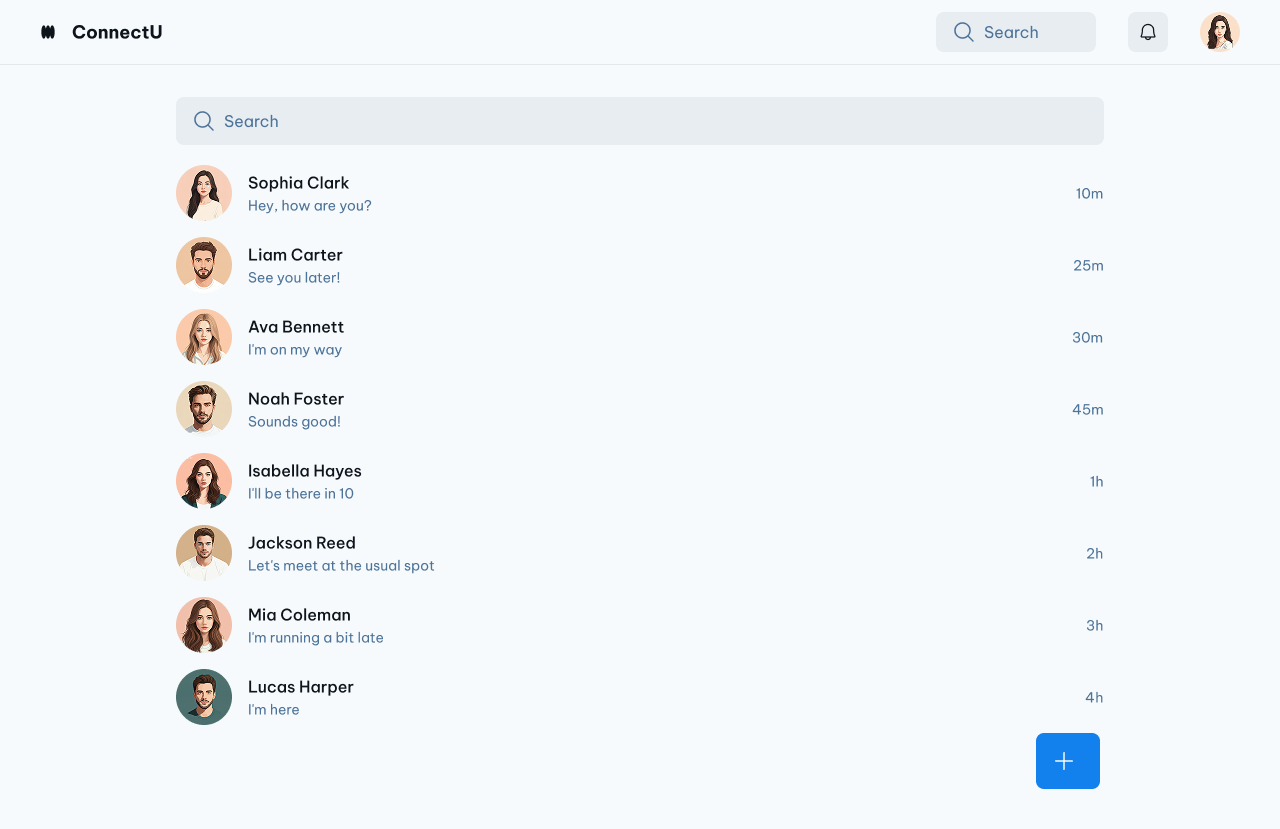 ConnectU
Search
Search
Sophia Clark
Hey, how are you?
10m
Liam Carter
See you later!
25m
Ava Bennett
I'm on my way
30m
Noah Foster
Sounds good!
45m
Isabella Hayes
I'll be there in 10
1h
Jackson Reed
Let's meet at the usual spot
2h
Mia Coleman
I'm running a bit late
3h
Lucas Harper
I'm here
4h